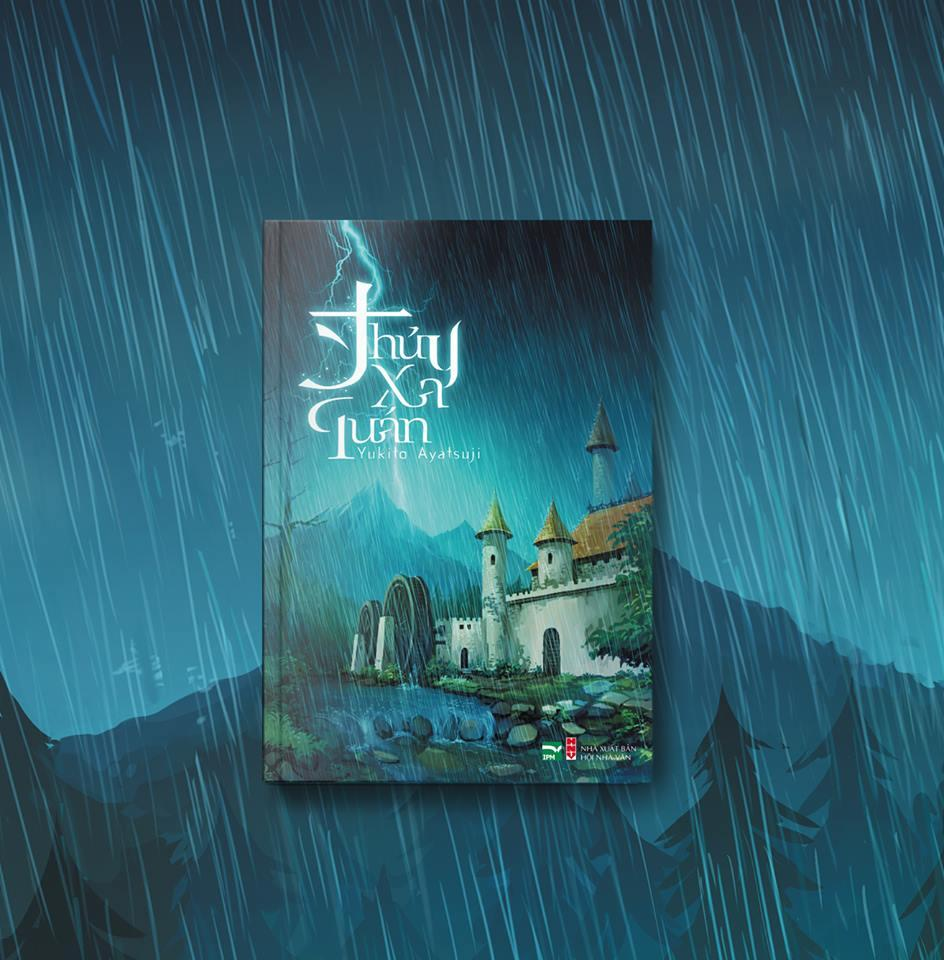 Thủy
Xa
Quán
Yukito Ayatsuji
IPM
NHÀ XUẤT BẢN
HỘI NHÀ VĂN